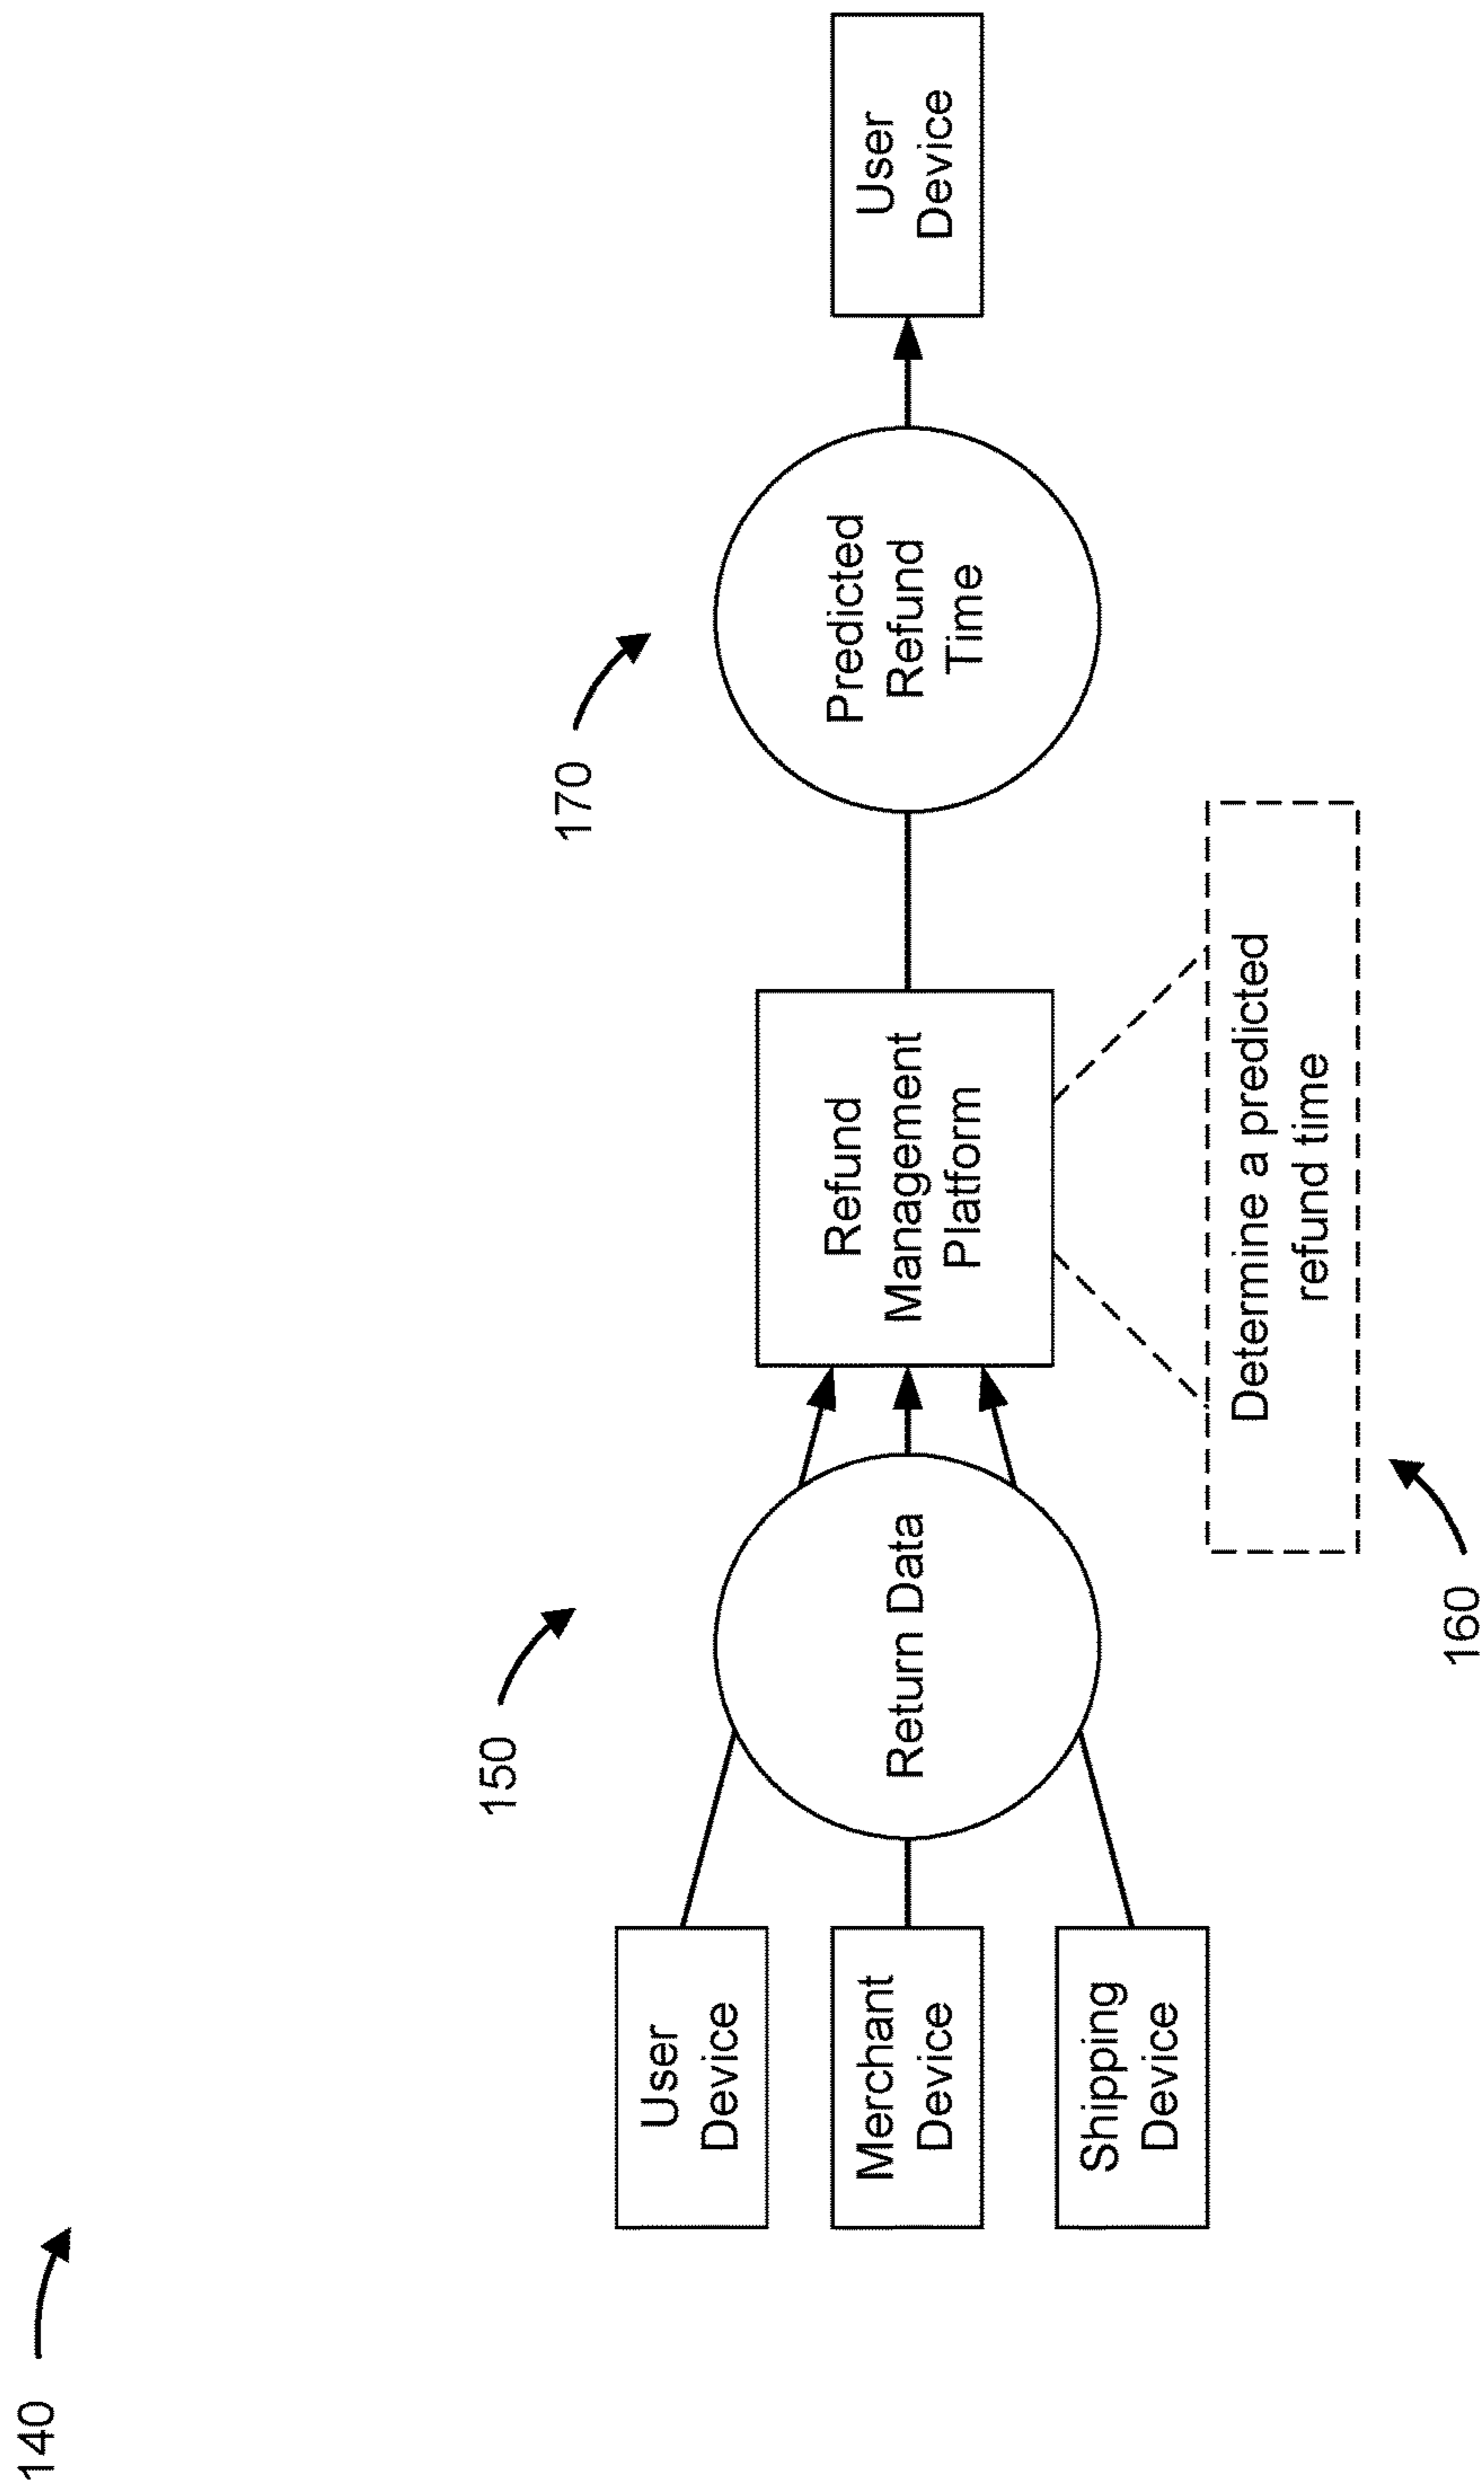 140
150
170
User
Device
Merchant
Device
Shipping
Device
Return Data
Refund
Management
Platform
Predicted
Refund
Time
User
Device
160
Determine a predicted
refund time